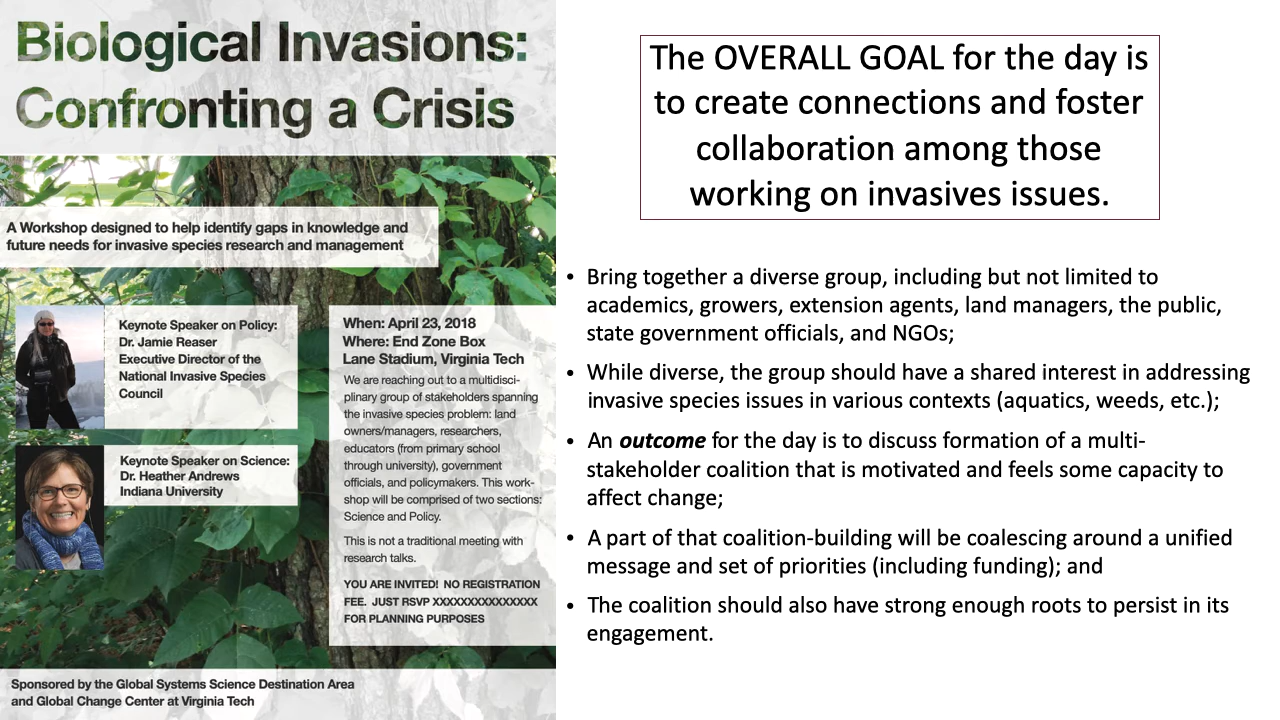 Biological Invasions:
Confronting a Crisis
A Workshop designed to help identify gaps in knowledge and
future needs for invasive species research and management
Keynote Speaker on Policy:
Dr. Jamie Reaser
Executive Director of the
National Invasive Species
Council
Keynote Speaker on Science:
Dr. Heather Andrews
Indiana University
When: April 23, 2018
Where: End Zone Box
Lane Stadium, Virginia Tech
We are reaching out to a multidisci-
plinary group of stakeholders spanning
the invasive species problem: land
owners/managers, researchers,
educators (from primary school
through university), government
officials, and policymakers. This work-
shop will be comprised of two sections:
Science and Policy.
This is not a traditional meeting with
research talks.
YOU ARE INVITED! NO REGISTRATION
FEE. JUST RSVP XXXXXXXXXXXXXXX
FOR PLANNING PURPOSES
Sponsored by the Global Systems Science Destination Area
and Global Change Center at Virginia Tech
The OVERALL GOAL for the day is
to create connections and foster
collaboration among those
working on invasives issues.
• Bring together a diverse group, including but not limited to
academics, growers, extension agents, land managers, the public,
state government officials, and NGOs;
• While diverse, the group should have a shared interest in addressing
invasive species issues in various contexts (aquatics, weeds, etc.);
• An outcome for the day is to discuss formation of a multi-
stakeholder coalition that is motivated and feels some capacity to
affect change;
• A part of that coalition-building will be coalescing around a unified
message and set of priorities (including funding); and
• The coalition should also have strong enough roots to persist in its
engagement.